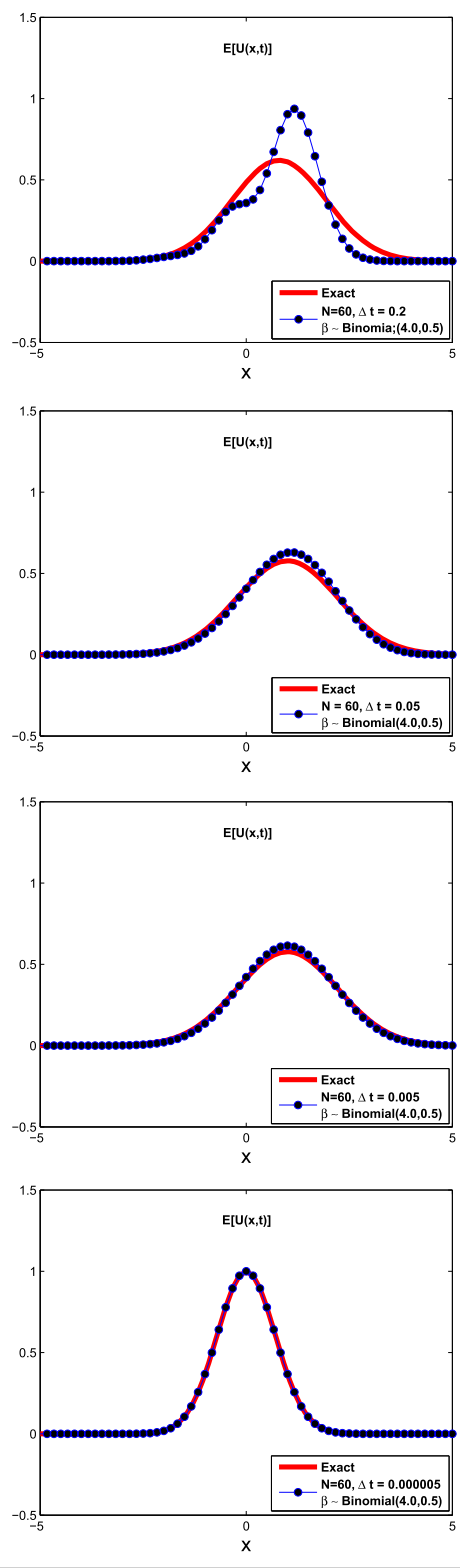 1.5
E[U(x,t)]
1
0.5
0
Exact
N=60, Δ t = 0.2
β ~ Binomia;(4.0,0.5)
−0.5
−5 0 5
x
1.5
E[U(x,t)]
1
0.5
0
Exact
N = 60, Δ t = 0.05
β ~ Binomial(4.0,0.5)
−0.5
−5 0 5
x
1.5
E[U(x,t)]
1
0.5
0
Exact
N=60, Δ t = 0.005
β ~ Binomial(4.0,0.5)
−0.5
−5 0 5
x
1.5
E[U(x,t)]
1
0.5
0
Exact
N=60, Δ t = 0.000005
β ~ Binomial(4.0,0.5)
−0.5
−5 0 5
x